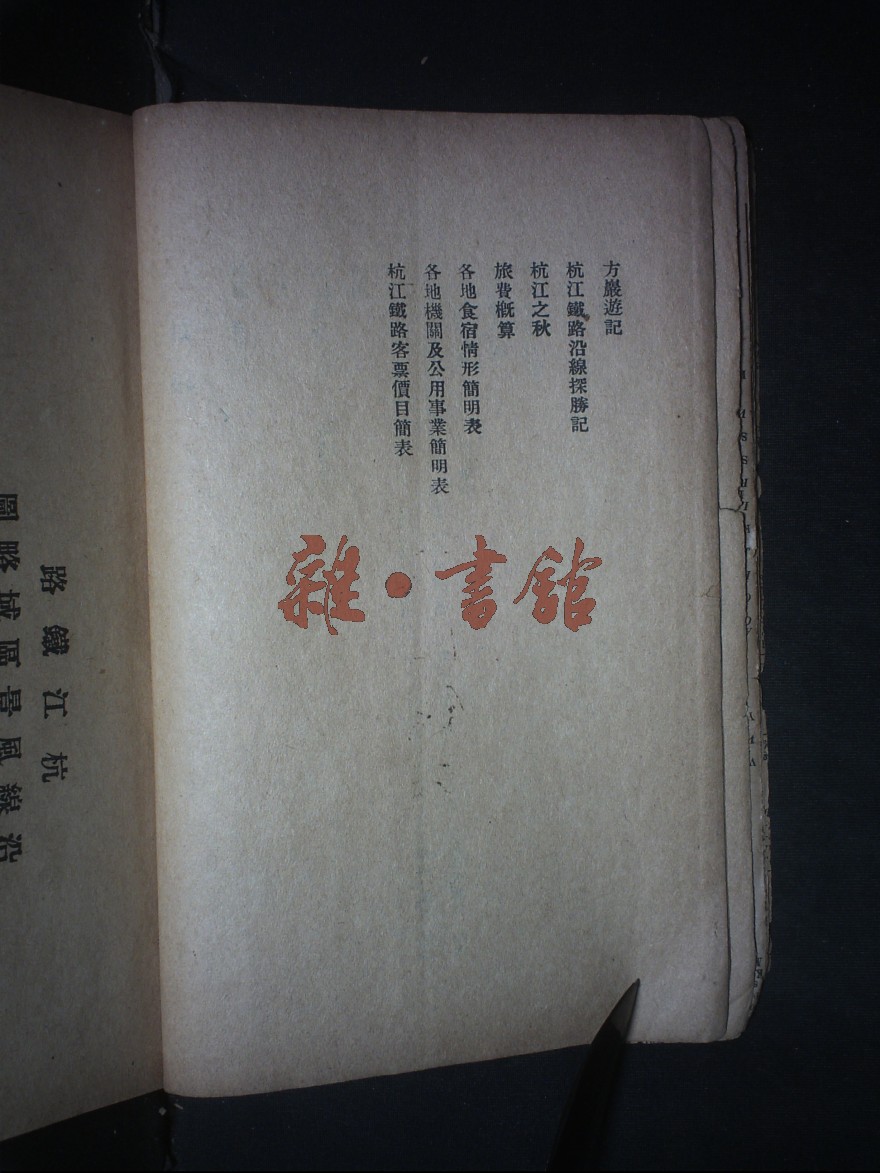 方巖遊記
杭江鐵路沿線探勝記
杭江之秋
旅費概算
各地食宿情形簡明表
各地機關及公用事業簡明表
杭江鐵路客票價目簡表
雜·書館
杭江鐵路
沿線風景區域略圖